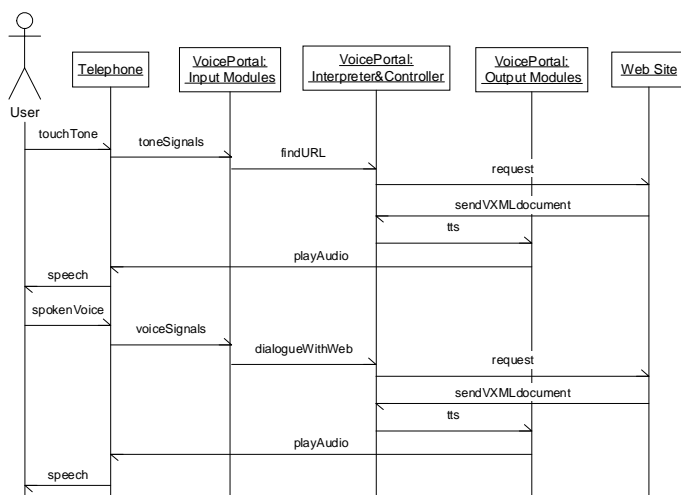 VoicePortal:
Input Modules
VoicePortal:
Interpreter&Controller
VoicePortal:
Output Modules
Telephone
Web Site
User
touchTone
toneSignals
findURL
request
sendVXMLdocument
tts
playAudio
speech
spokenVoice
voiceSignals
dialogueWithWeb
request
sendVXMLdocument
tts
playAudio
speech